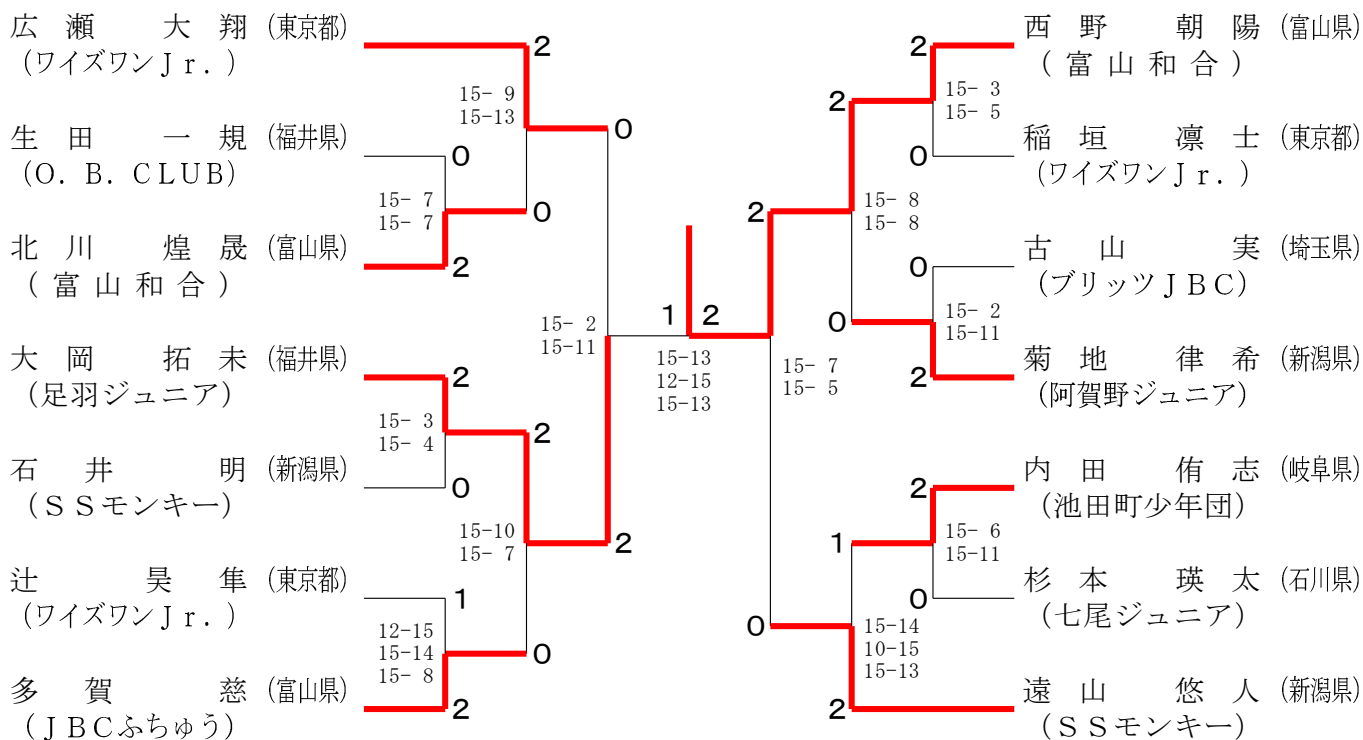 広瀬 大翔 (東京都)
(ワイズワンJr.)
2
15- 9
15-13
0
生田 一規 (福井県)
(O. B. CLUB)
0
15- 7
15- 7
0
北川 煌晟 (富山県)
(富山和合)
2
15- 2
15-11
大岡 拓未 (福井県)
(足羽ジュニア)
2
15- 3
15- 4
2
石井 明 (新潟県)
(SSモンキー)
0
15-10
15- 7
2
辻 昊隼 (東京都)
(ワイズワンJr.)
1
12-15
15-14
15- 8
0
多賀 慈 (富山県)
(JBCふちゅう)
2
1 2
15-13
12-15
15-13
西野 朝陽 (富山県)
(富山和合)
2
15- 3
15- 5
2
稲垣 凛士 (東京都)
(ワイズワンJr.)
0
15- 8
15- 8
2
古山 実 (埼玉県)
(ブリッツJBC)
0
15- 2
15-11
0
菊地 律希 (新潟県)
(阿賀野ジュニア)
2
15- 7
15- 5
内田 侑志 (岐阜県)
(池田町少年団)
2
15- 6
15-11
1
杉本 瑛太 (石川県)
(七尾ジュニア)
0
0
15-14
10-15
15-13
遠山 悠人 (新潟県)
(SSモンキー)
2